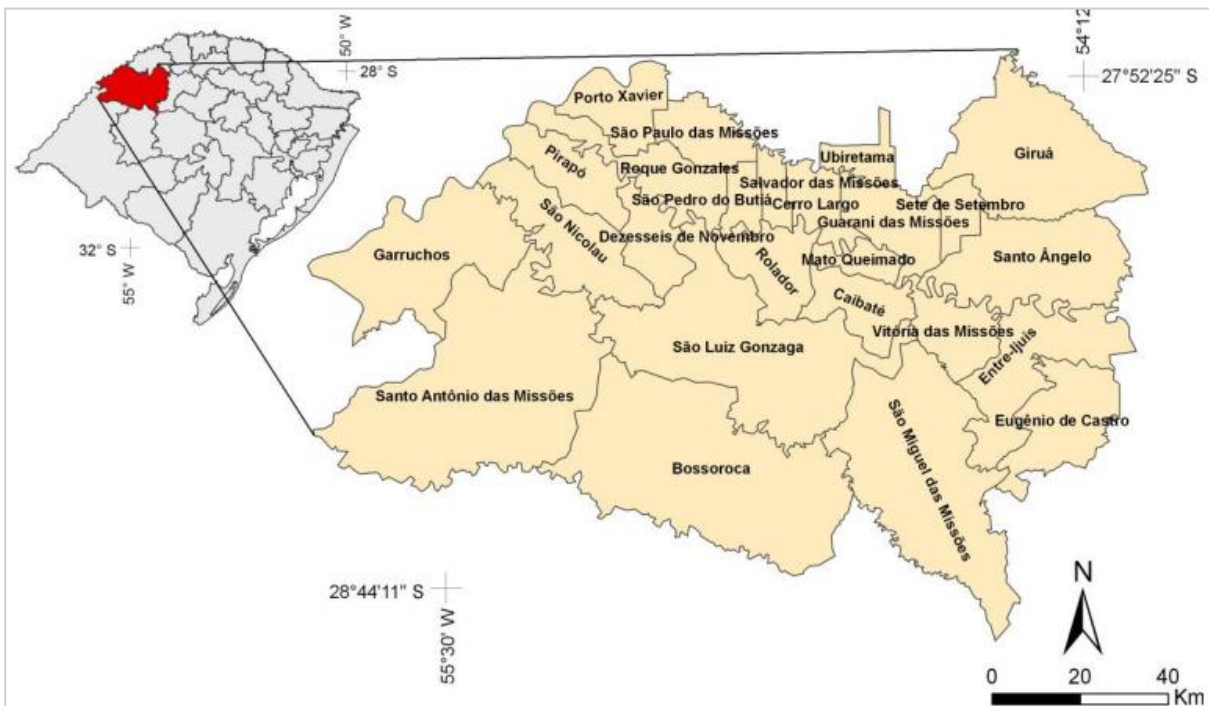 50° W
28° S
32° S
55° W
54°12
27°52'25" S
Porto Xavier
São Paulo das Missões
Pirapó
Roque Gonzales
Ubiretama
Giruá
Salvador das Missões
São Pedro do Butiá
Cerro Largo
Sete de Setembro
São Nicolau
Guarani das Missões
Dezesseis de Novembro
Garruchos
Rolador
Mato Queimado
Santo Ângelo
Caibaté
Vitória das Missões
São Luiz Gonzaga
Entre-Ijuís
Santo Antônio das Missões
Eugênio de Castro
São Miguel das Missões
Bossoroca
28°44'11" S
55°30' W
N
0 20 40
Km